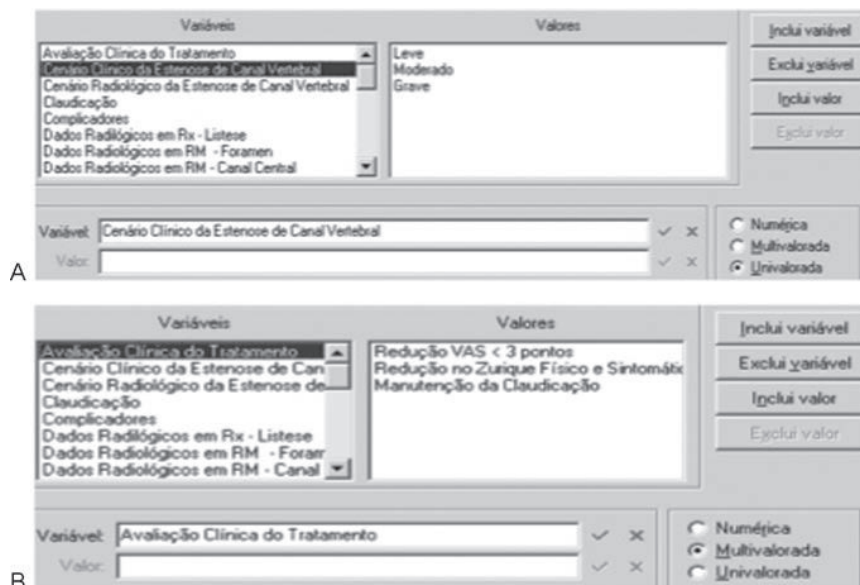 Variáveis
Valores
Avaliação Clínica do Tratamento
Cenário Clínico da Estenose de Canal Vertebral
Cenário Radiológico da Estenose de Canal Vertebral
Claudicação
Complicadores
Dados Radilógicos em Rx - Listese
Dados Radiológicos em RM - Foramen
Dados Radiológicos em RM - Canal Central
Leve
Moderado
Grave
Inclui variável
Exclui variável
Inclui valor
Exclui valor
Variável: Cenário Clínico da Estenose de Canal Vertebral
Valor:
Numérica
Multivalorada
Univalorada
A
Variáveis
Valores
Avaliação Clínica do Tratamento
Cenário Clínico da Estenose de Can
Cenário Radiológico da Estenose de
Claudicação
Complicadores
Dados Radilógicos em Rx - Listese
Dados Radiológicos em RM - Foram
Dados Radiológicos em RM - Canal
Redução VAS < 3 pontos
Redução no Zurique Físico e Sintomátic
Manutenção da Claudicação
Inclui variável
Exclui variável
Inclui valor
Exclui valor
Variável: Avaliação Clínica do Tratamento
Valor:
Numérica
Multivalorada
Univalorada
B